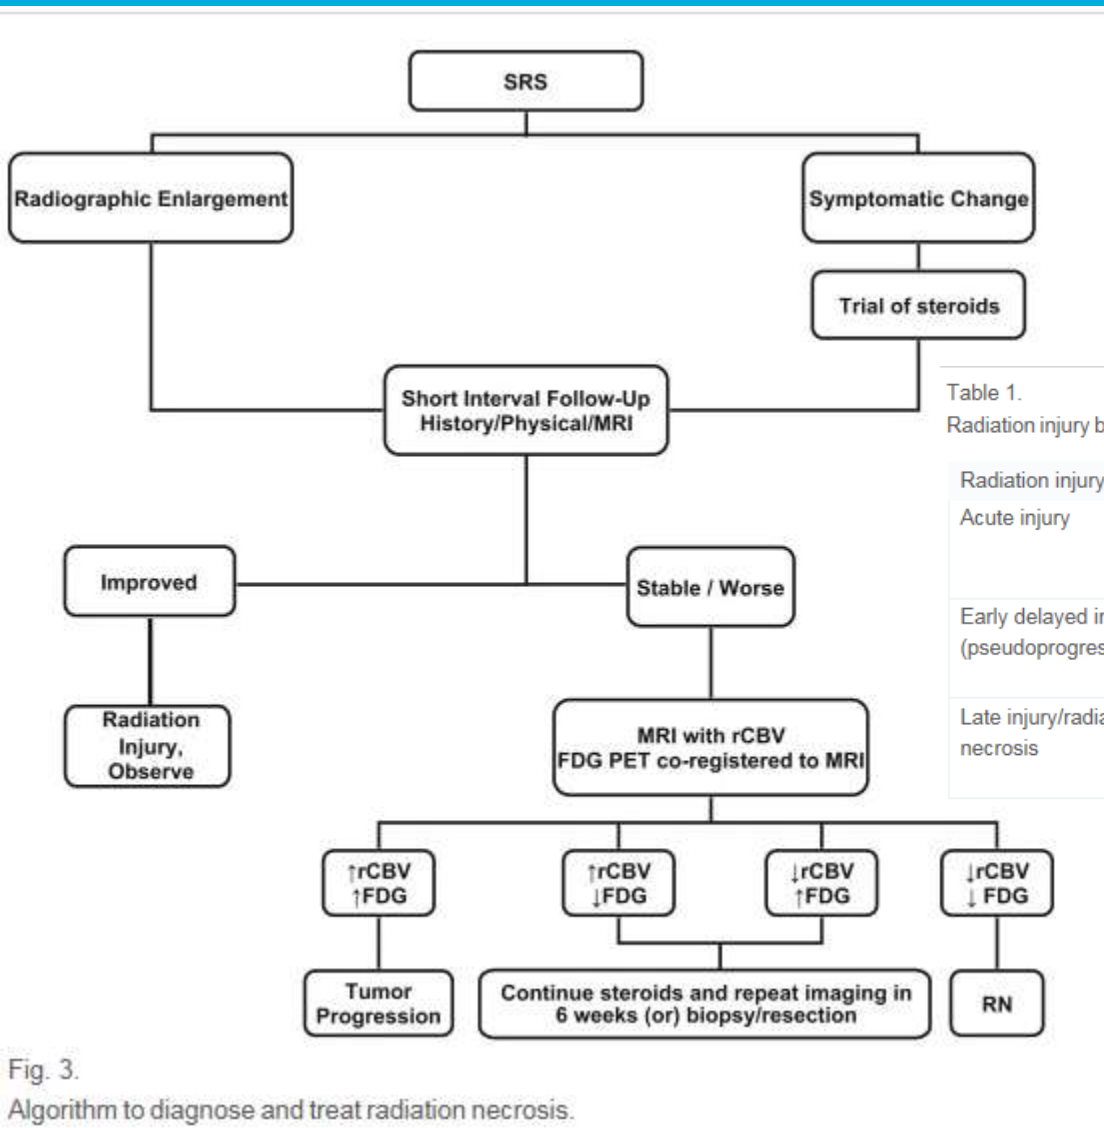 SRS
Radiographic Enlargement
Symptomatic Change
Trial of steroids
Short Interval Follow-Up
History/Physical/MRI
Improved
Stable / Worse
Radiation
Injury,
Observe
MRI with rCBV
FDG PET co-registered to MRI
↑rCBV
↑FDG
↑rCBV
↓FDG
↓rCBV
↑FDG
↓rCBV
↓ FDG
Tumor
Progression
Continue steroids and repeat imaging in
6 weeks (or) biopsy/resection
RN
Table 1.
Radiation injury b
Radiation injury
Acute injury
Early delayed in
(pseudoprogres
Late injury/radia
necrosis
Fig. 3.
Algorithm to diagnose and treat radiation necrosis.